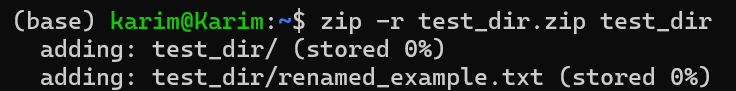 (base) karim@Karim:~$ zip -r test_dir.zip test_dir
  adding: test_dir/ (stored 0%)
  adding: test_dir/renamed_example.txt (stored 0%)